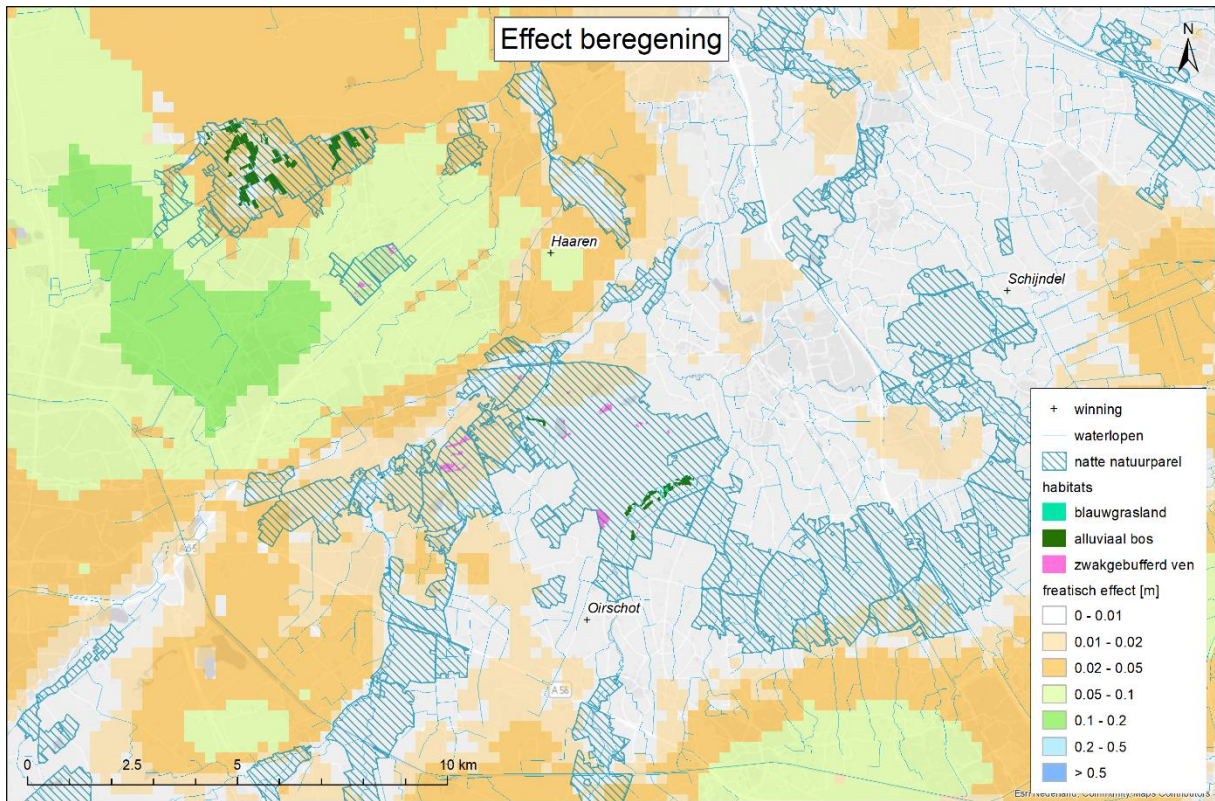 Effect beregening
N
Haaren
Schijndel
Oirschot
A65
A58
winning
waterlopen
natte natuurparel
habitats
blauwgrasland
alluviaal bos
zwakgebufferd ven
freatisch effect [m]
0 - 0.01
0.01 - 0.02
0.02 - 0.05
0.05 - 0.1
0.1 - 0.2
0.2 - 0.5
> 0.5
0 2.5 5 10 km
Esri Nederland, Community Maps Contributors